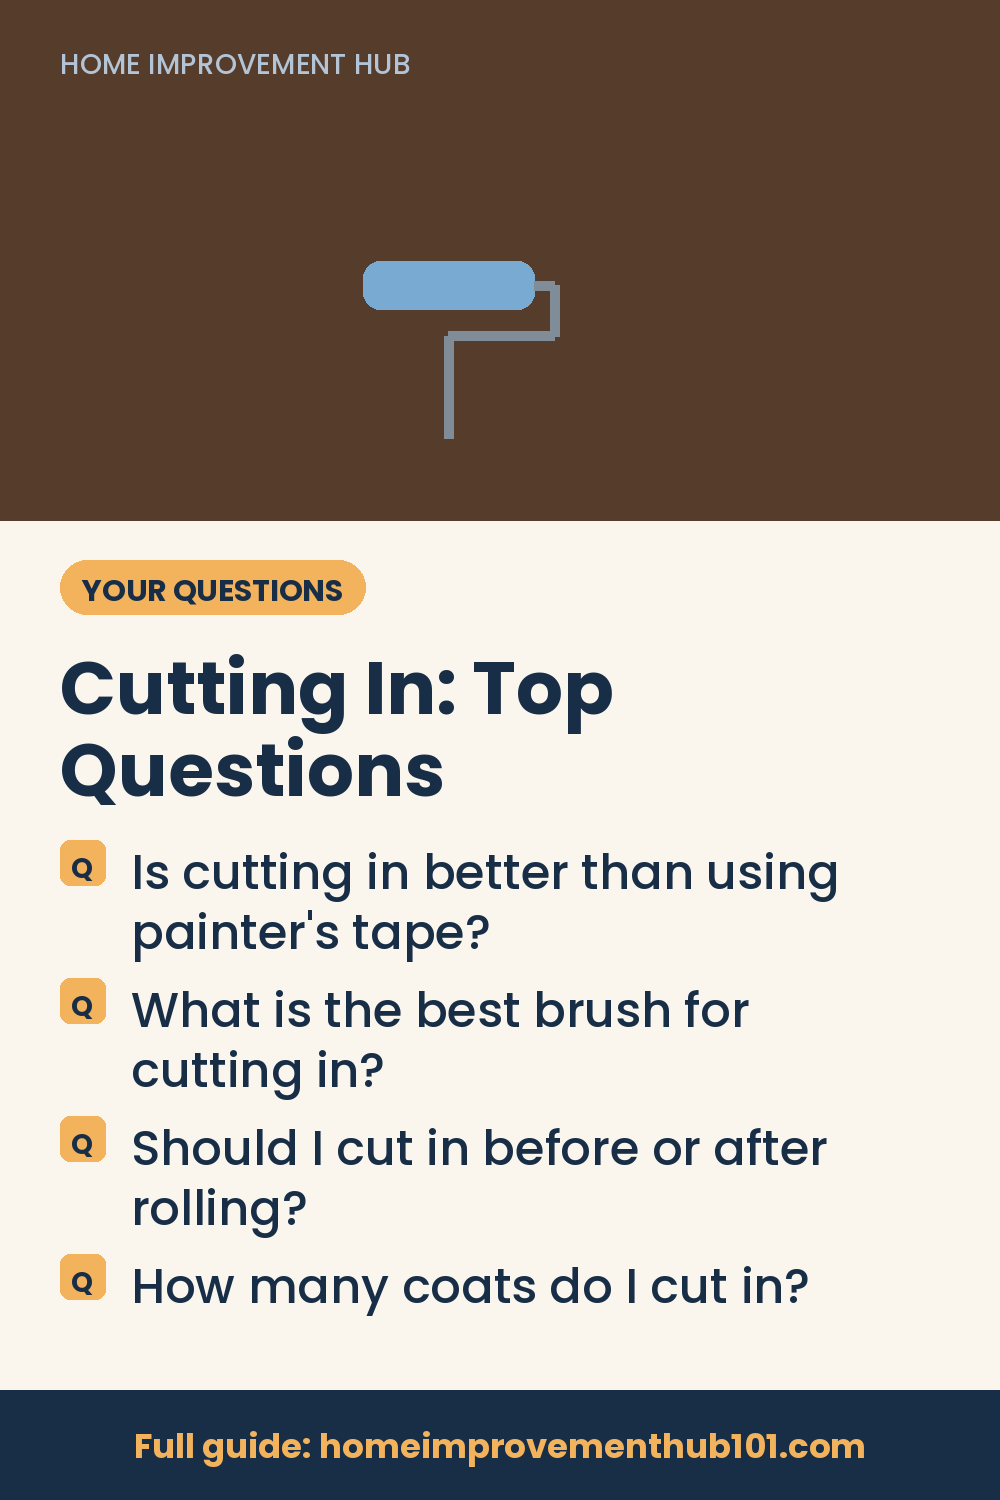 HOME IMPROVEMENT HUB
YOUR QUESTIONS
Cutting In: Top
Questions
Q Is cutting in better than using
painter's tape?
Q What is the best brush for
cutting in?
Q Should I cut in before or after
rolling?
Q How many coats do I cut in?
Full guide: homeimprovementhub101.com